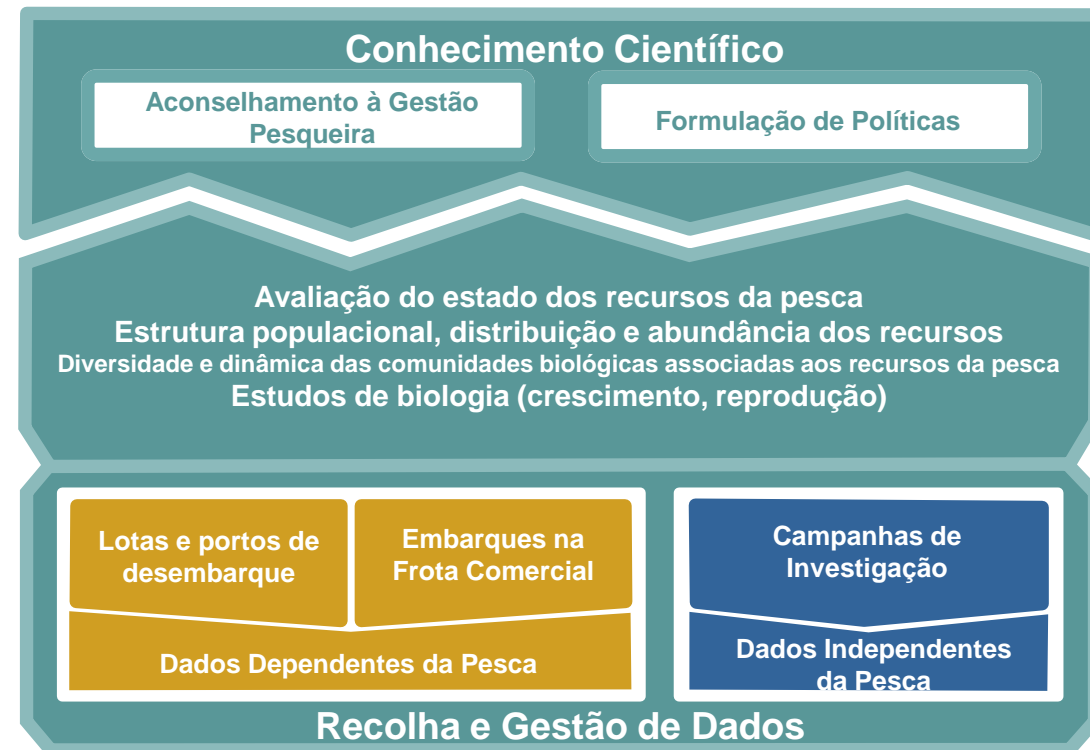 Conhecimento Científico
Aconselhamento à Gestão
Pesqueira
Formulação de Políticas
Avaliação do estado dos recursos da pesca
Estrutura populacional, distribuição e abundância dos recursos
Diversidade e dinâmica das comunidades biológicas associadas aos recursos da pesca
Estudos de biologia (crescimento, reprodução)
Lotas e portos de
desembarque
Embarques na
Frota Comercial
Dados Dependentes da Pesca
Campanhas de
Investigação
Dados Independentes
da Pesca
Recolha e Gestão de Dados